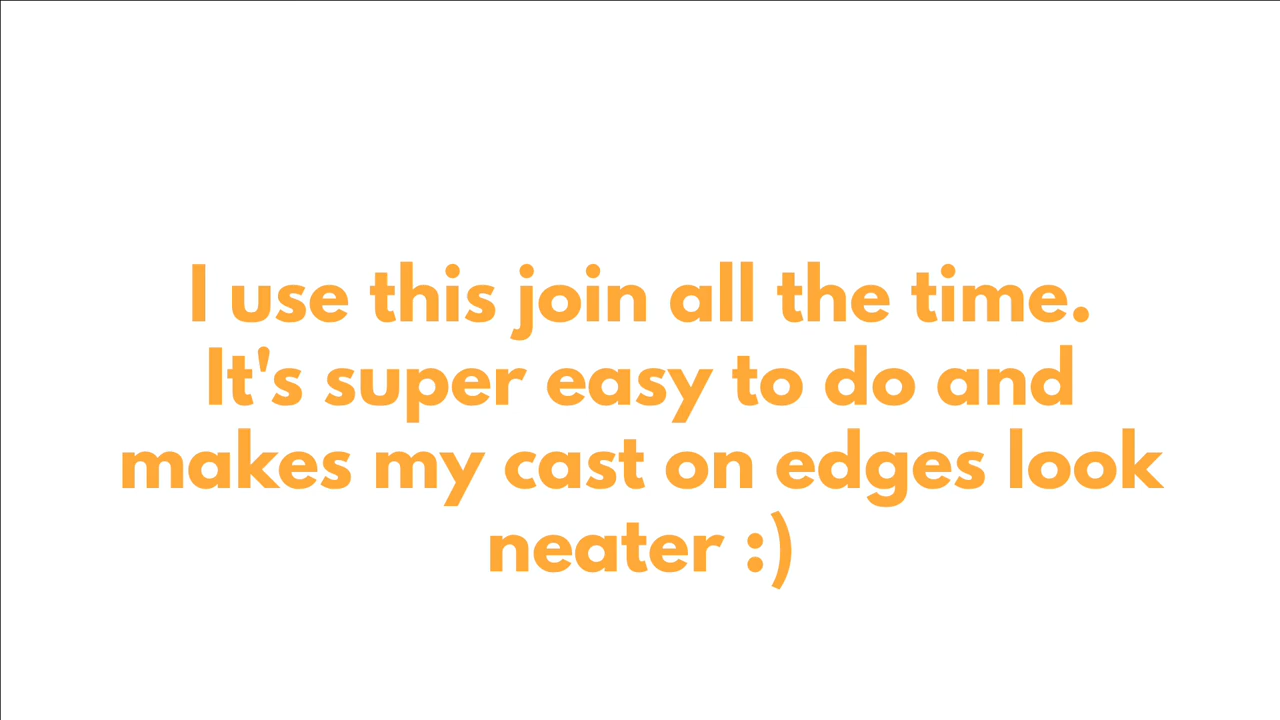 I use this join all the time.
It's super easy to do and
makes my cast on edges look
neater :)